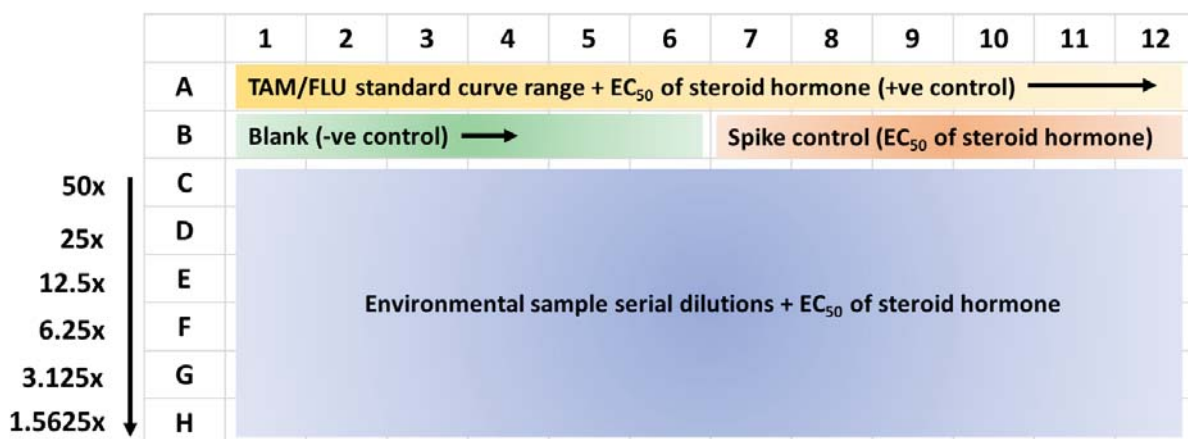 1 2 3 4 5 6 7 8 9 10 11 12
A TAM/FLU standard curve range + EC₅₀ of steroid hormone (+ve control)
B Blank (-ve control) Spike control (EC₅₀ of steroid hormone)
50x C
25x D
12.5x E
Environmental sample serial dilutions + EC₅₀ of steroid hormone
6.25x F
3.125x G
1.5625x H